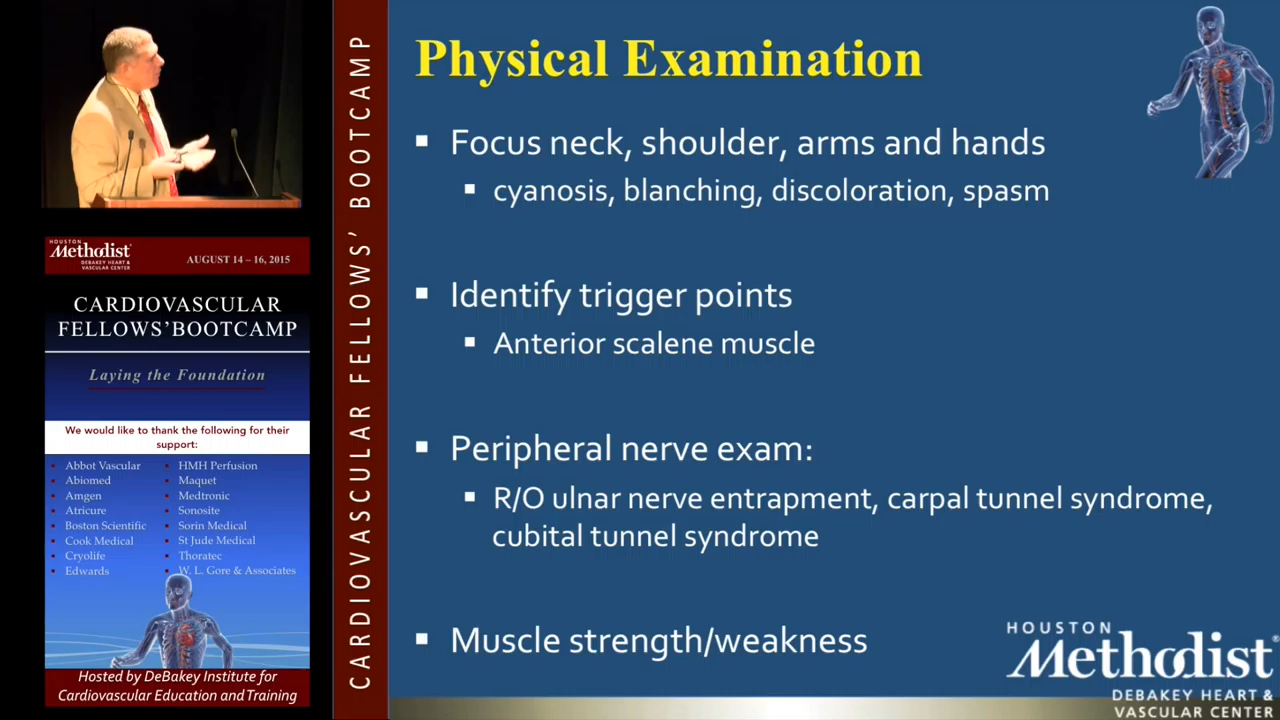 HOUSTON
Methodist
DEBAKEY HEART &
VASCULAR CENTER
AUGUST 14 – 16, 2015
CARDIOVASCULAR
FELLOWS’BOOTCAMP
Laying the Foundation
We would like to thank the following for their
support:
▪ Abbot Vascular
▪ Abiomed
▪ Amgen
▪ Atricure
▪ Boston Scientific
▪ Cook Medical
▪ Cryolife
▪ Edwards
▪ HMH Perfusion
▪ Maquet
▪ Medtronic
▪ Sonosite
▪ Sorin Medical
▪ St Jude Medical
▪ Thoratec
▪ W. L. Gore & Associates
Hosted by DeBakey Institute for
Cardiovascular Education and Training
CARDIOVASCULAR FELLOWS’ BOOTCAMP
Physical Examination
▪ Focus neck, shoulder, arms and hands
▪ cyanosis, blanching, discoloration, spasm
▪ Identify trigger points
▪ Anterior scalene muscle
▪ Peripheral nerve exam:
▪ R/O ulnar nerve entrapment, carpal tunnel syndrome,
cubital tunnel syndrome
▪ Muscle strength/weakness
HOUSTON
Methodist
DEBAKEY HEART &
VASCULAR CENTER